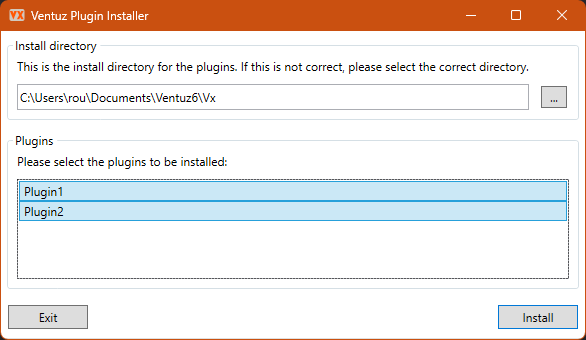 VX Ventuz Plugin Installer
Install directory
This is the install directory for the plugins. If this is not correct, please select the correct directory.
C:\Users\rou\Documents\Ventuz6\Vx
...
Plugins
Please select the plugins to be installed:
Plugin1
Plugin2
Exit
Install